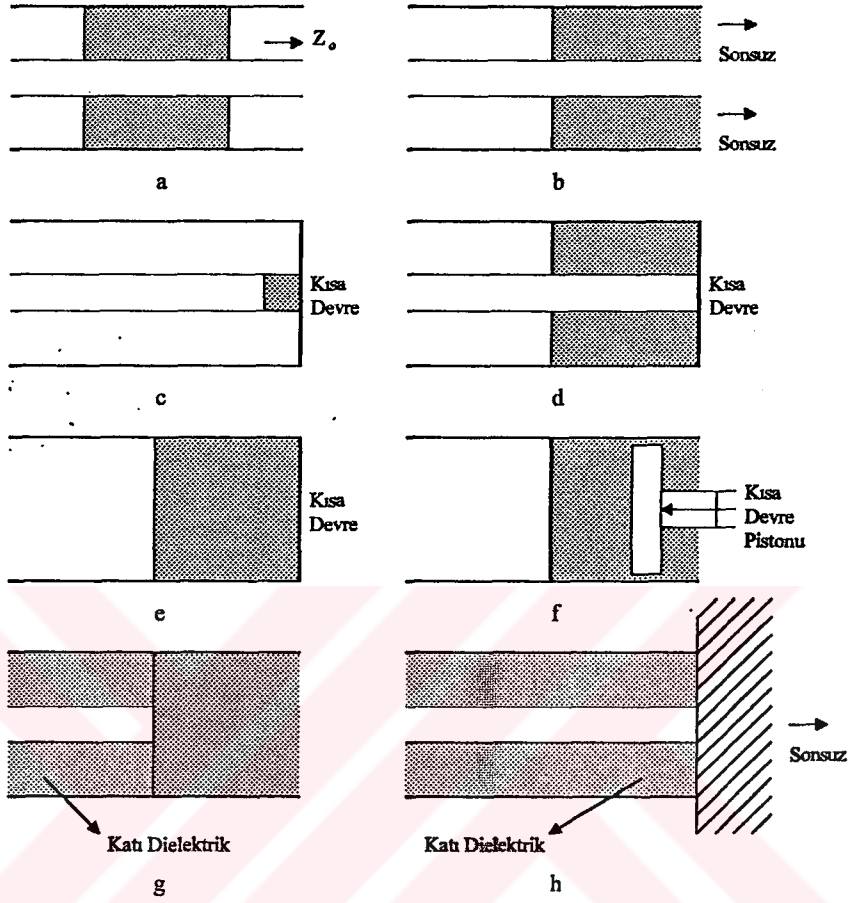 Z₀
Sonsuz
Sonsuz
a
b
Kısa
Devre
Kısa
Devre
c
d
Kısa
Devre
Kısa
Devre
Pistonu
e
f
Sonsuz
Katı Dielektrik
Katı Dielektrik
g
h